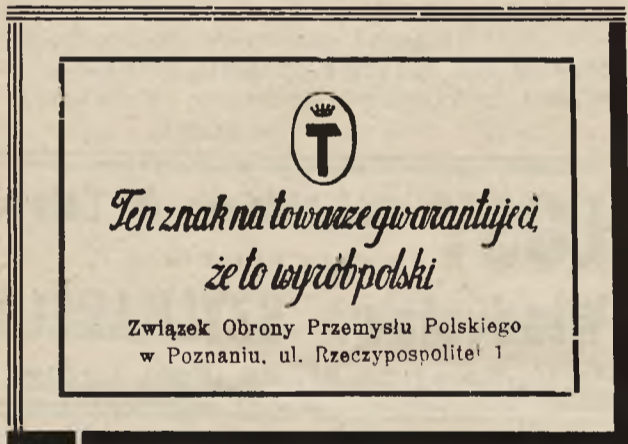 T
Ten znak na towarze gwarantuje ci,
że to wyrób polski
Związek Obrony Przemysłu Polskiego
w Poznaniu, ul. Rzeczypospolitej 1